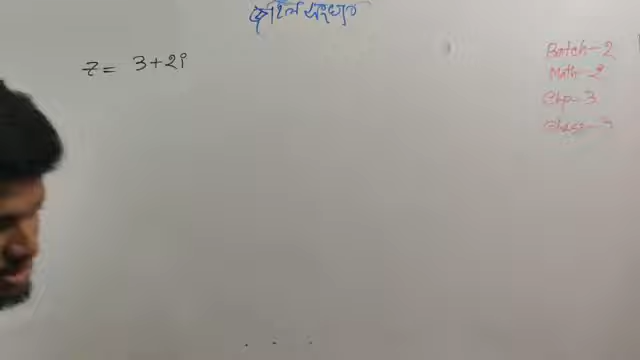 জটিল সংখ্যা
z = 3+2i
Batch-2
Math-2
Chp-3
Class-